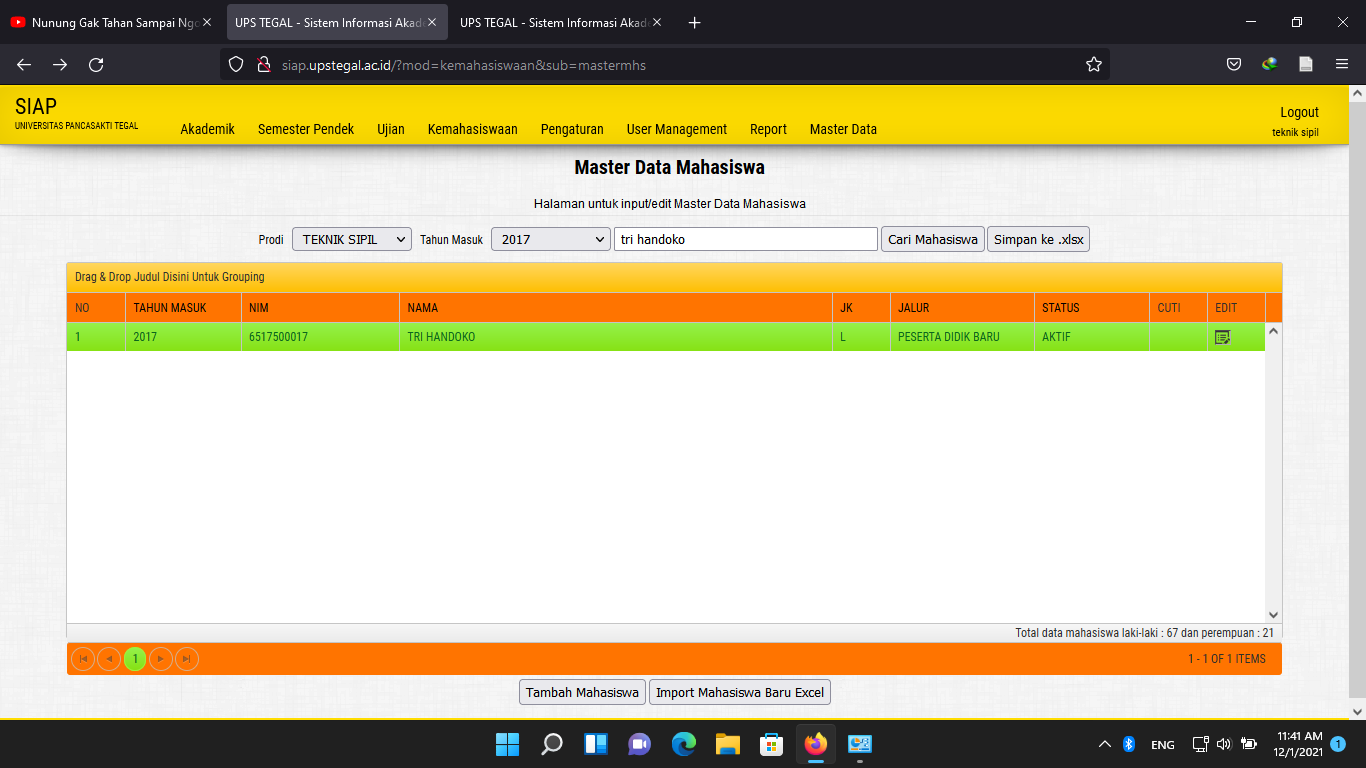 Nunung Gak Tahan Sampai Ngo
UPS TEGAL - Sistem Informasi Akade
UPS TEGAL - Sistem Informasi Akade
siap.upstegal.ac.id/?mod=kemahasiswaan&sub=mastermhs
SIAP
UNIVERSITAS PANCASAKTI TEGAL
Akademik Semester Pendek Ujian Kemahasiswaan Pengaturan User Management Report Master Data
Logout
teknik sipil
Master Data Mahasiswa
Halaman untuk input/edit Master Data Mahasiswa
Prodi TEKNIK SIPIL Tahun Masuk 2017 tri handoko Cari Mahasiswa Simpan ke .xlsx
Drag & Drop Judul Disini Untuk Grouping
NO TAHUN MASUK NIM NAMA JK JALUR STATUS CUTI EDIT
1 2017 6517500017 TRI HANDOKO L PESERTA DIDIK BARU AKTIF
Total data mahasiswa laki-laki : 67 dan perempuan : 21
1 1 - 1 OF 1 ITEMS
Tambah Mahasiswa Import Mahasiswa Baru Excel
ENG
11:41 AM
12/1/2021
1